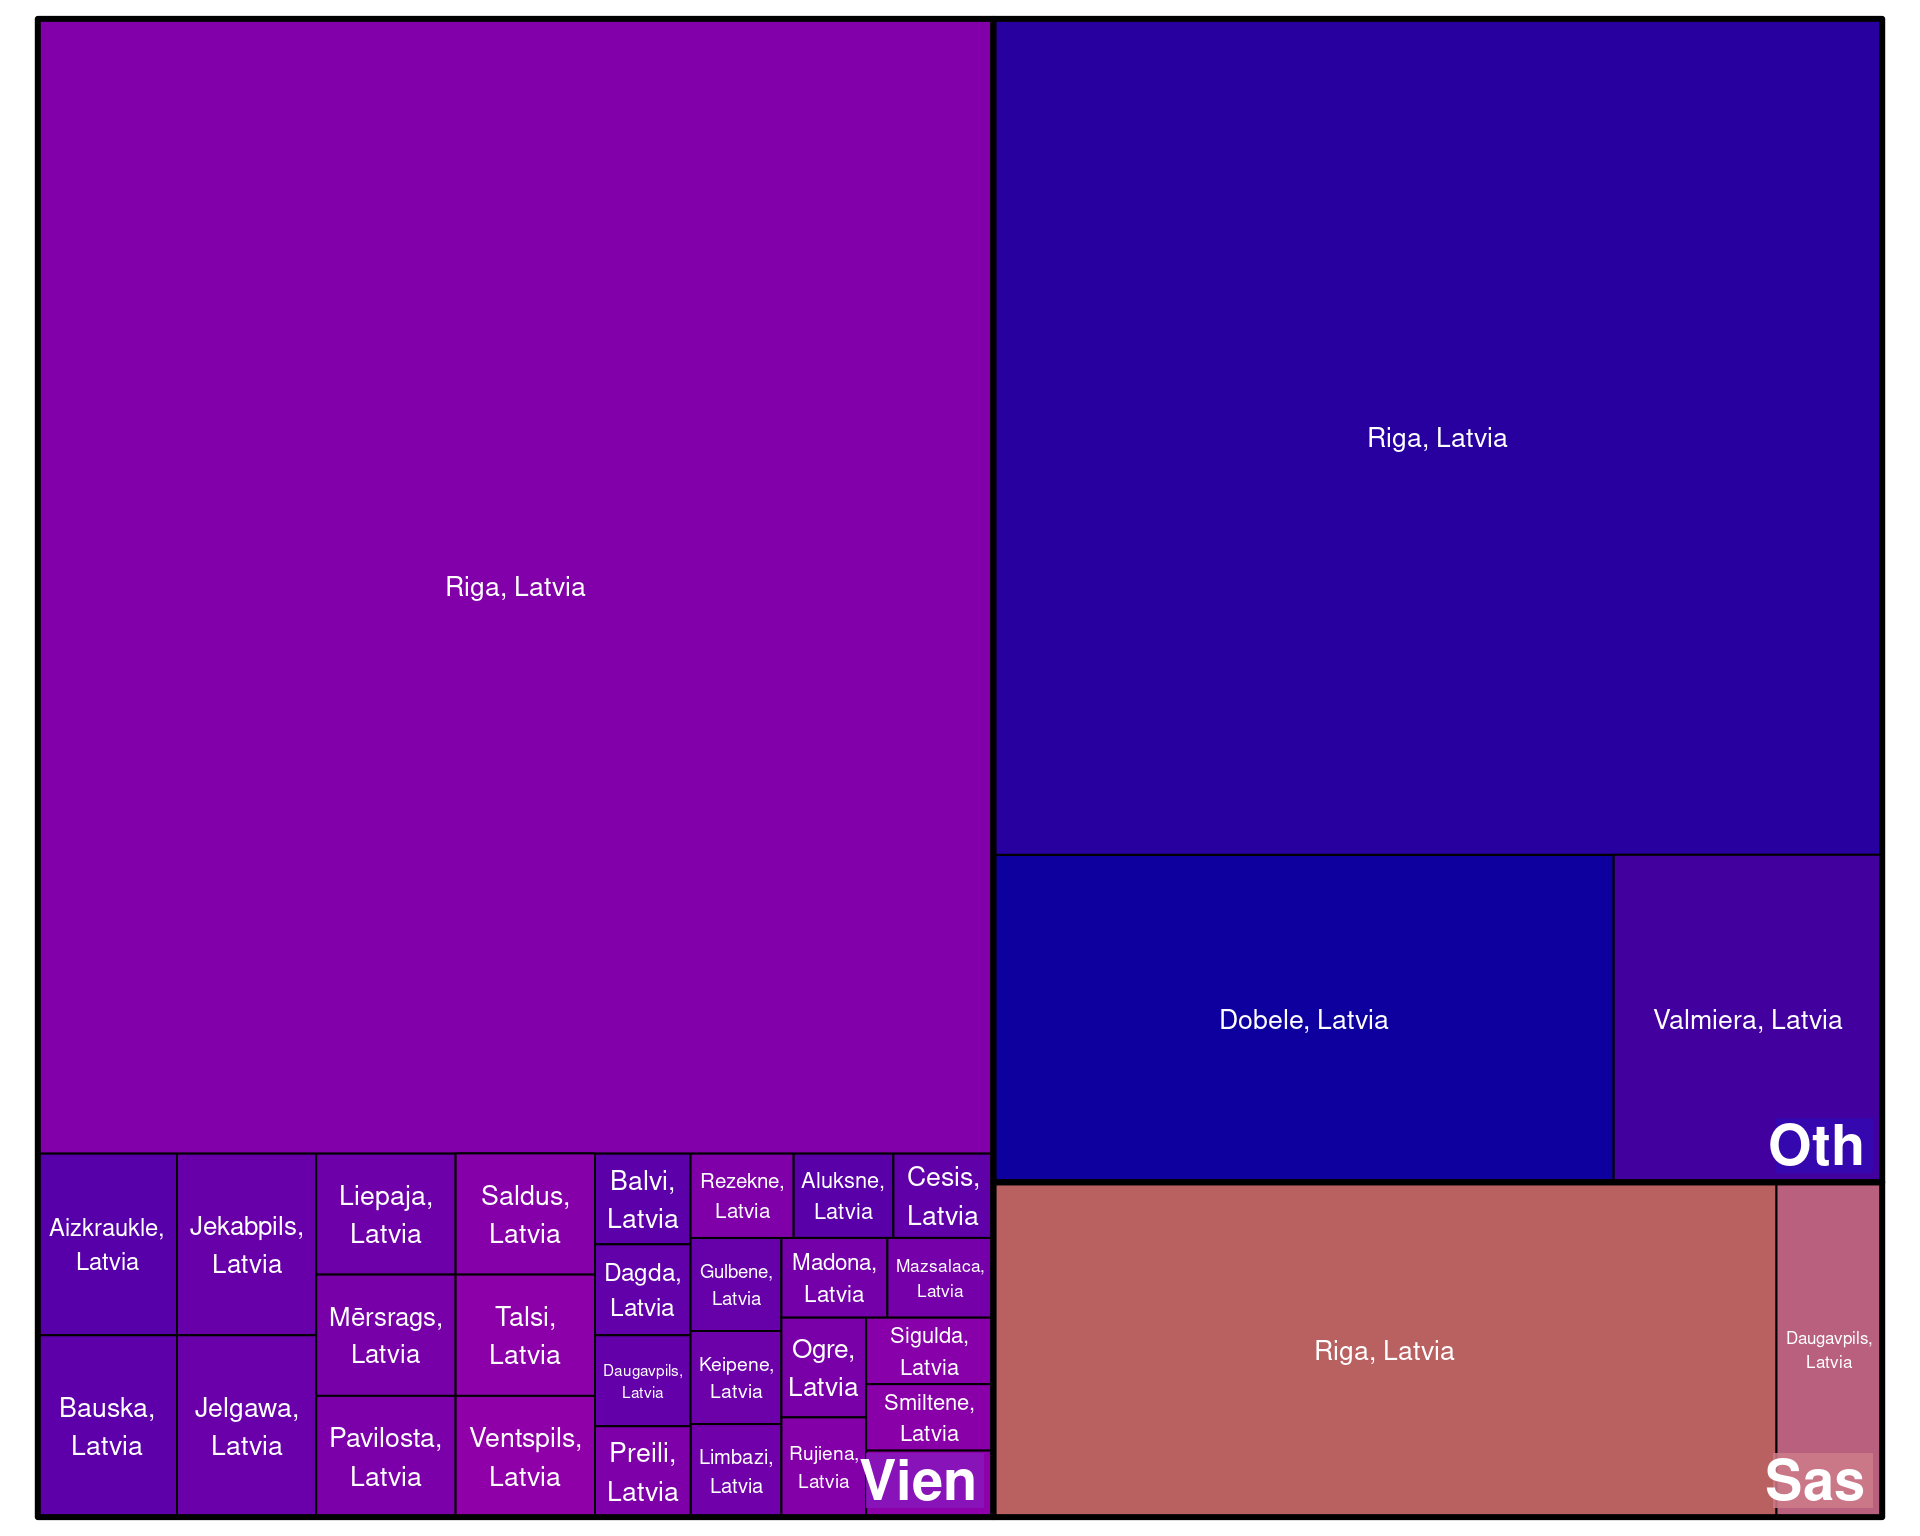 Riga, Latvia
Aizkraukle,
Latvia
Bauska,
Latvia
Jekabpils,
Latvia
Jelgawa,
Latvia
Liepaja,
Latvia
Mērsrags,
Latvia
Pavilosta,
Latvia
Saldus,
Latvia
Talsi,
Latvia
Ventspils,
Latvia
Balvi,
Latvia
Dagda,
Latvia
Daugavpils,
Latvia
Preili,
Latvia
Rezekne,
Latvia
Aluksne,
Latvia
Cesis,
Latvia
Gulbene,
Latvia
Keipene,
Latvia
Limbazi,
Latvia
Madona,
Latvia
Mazsalaca,
Latvia
Ogre,
Latvia
Rujiena,
Latvia
Sigulda,
Latvia
Smiltene,
Latvia
Vien
Riga, Latvia
Dobele, Latvia
Valmiera, Latvia
Oth
Riga, Latvia
Daugavpils,
Latvia
Sas